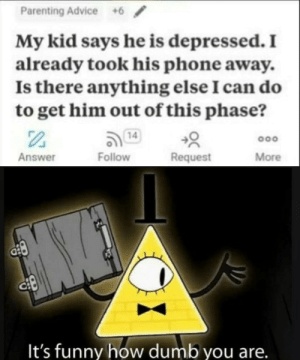 Parenting Advice +6
My kid says he is depressed. I
already took his phone away.
Is there anything else I can do
to get him out of this phase?
14
Answer Follow Request More
It's funny how dumb you are.